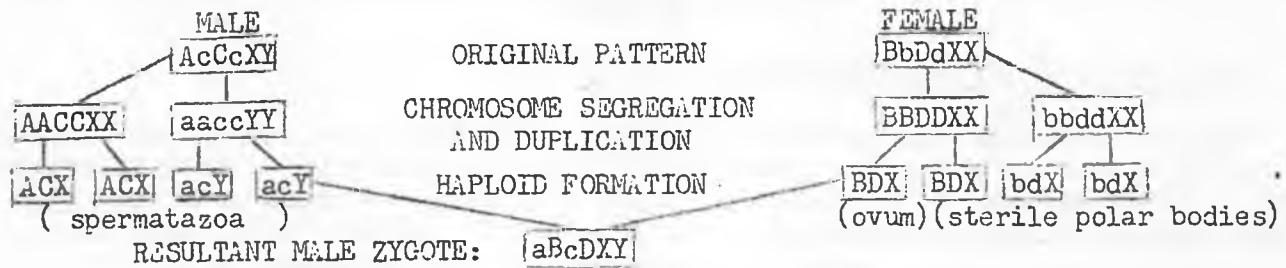 MALE FEMALE
AcCcXY ORIGINAL PATTERN BbDdXX
AACCXX aaccYY CHROMOSOME SEGREGATION BBDDXX bbddXX
AND DUPLICATION
ACX ACX acY acY HAPLOID FORMATION BDX BDX bdX bdX
( spermatazoa ) (ovum)(sterile polar bodies)
RESULTANT MALE ZYGOTE: aBcDXY